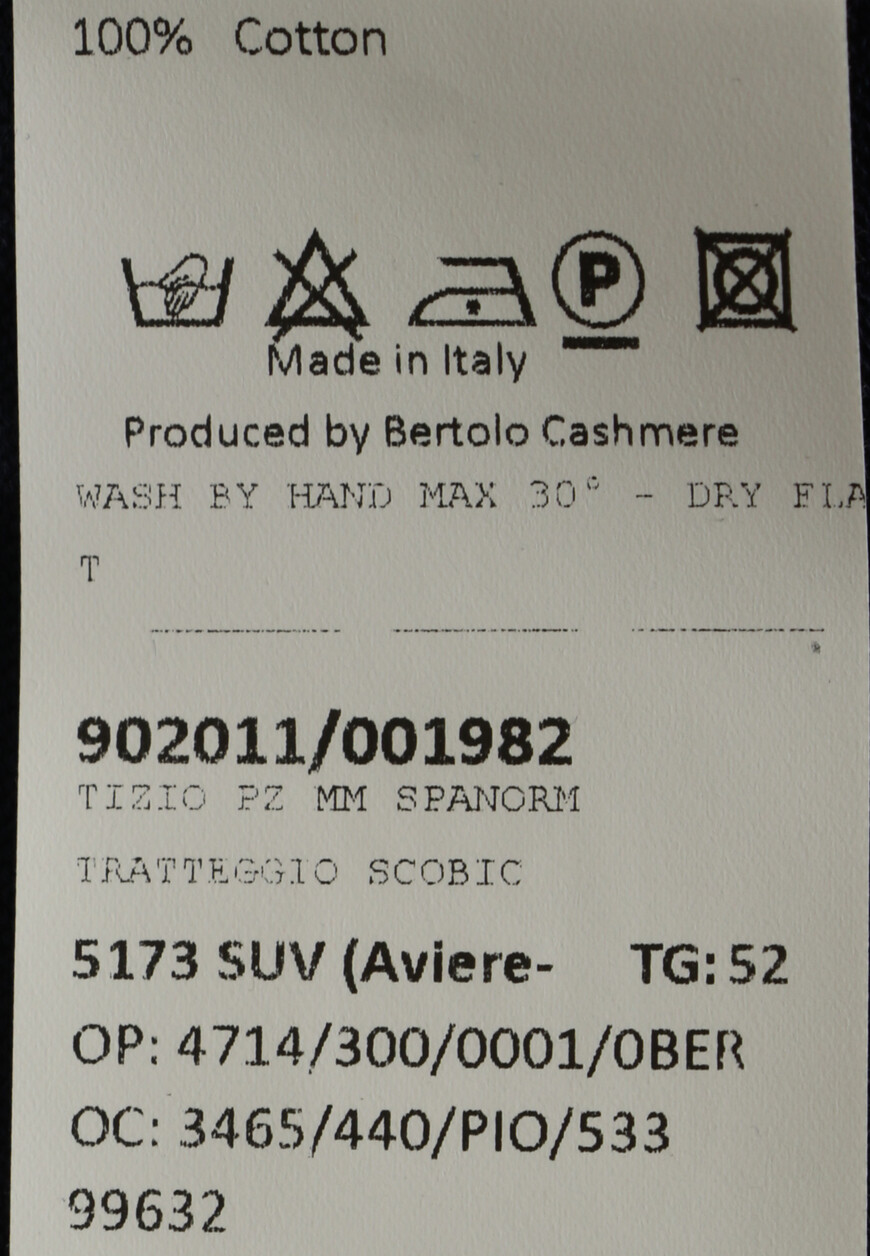 100% Cotton
P
Made in Italy
Produced by Bertolo Cashmere
WASH BY HAND MAX 30° - DRY FLA
T
*
902011/001982
TIZIO PZ MM SPANORM
TRATTEGGIO SCOBIC
5173 SUV (Aviere- TG: 52
OP: 4714/300/0001/0BER
OC: 3465/440/PIO/533
99632